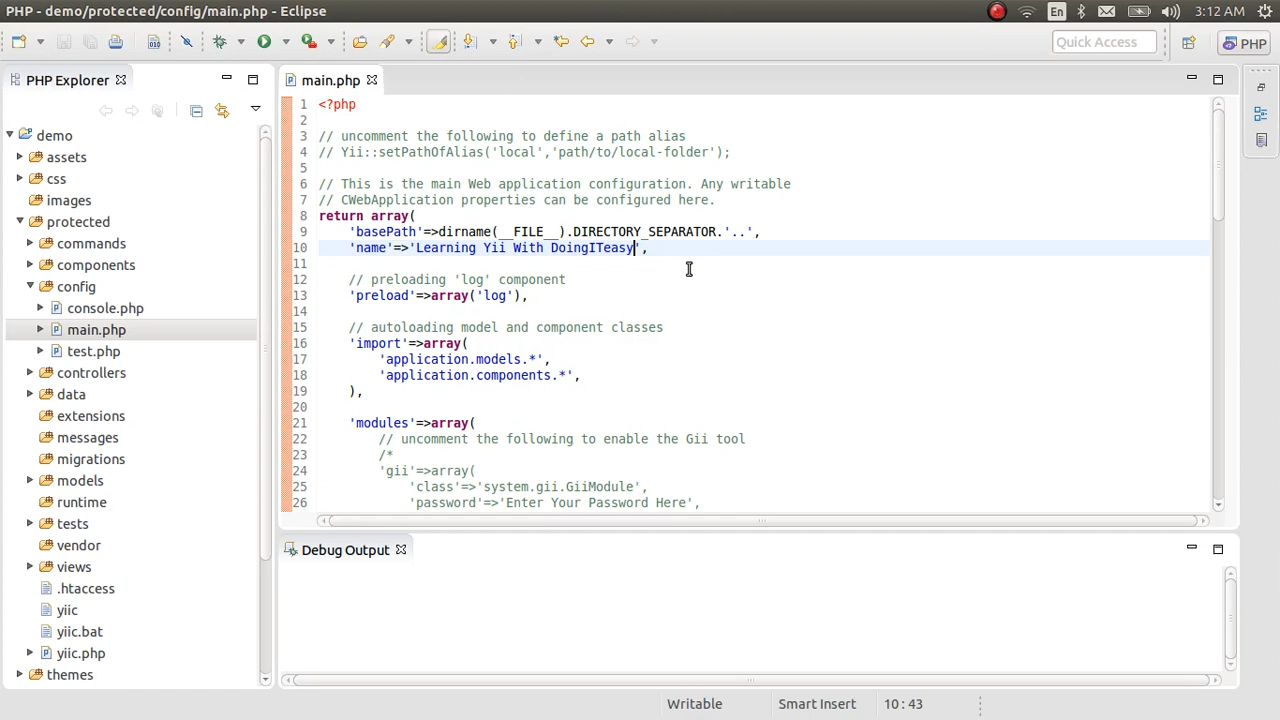 PHP - demo/protected/config/main.php - Eclipse
En
3:12 AM
Quick Access
PHP
PHP Explorer
demo
assets
css
images
protected
commands
components
config
console.php
main.php
test.php
controllers
data
extensions
messages
migrations
models
runtime
tests
vendor
views
.htaccess
yiic
yiic.bat
yiic.php
themes
main.php
1 <?php
2
3 // uncomment the following to define a path alias
4 // Yii::setPathOfAlias('local','path/to/local-folder');
5
6 // This is the main Web application configuration. Any writable
7 // CWebApplication properties can be configured here.
8 return array(
9 'basePath'=>dirname(__FILE__).DIRECTORY_SEPARATOR.'..',
10 'name'=>'Learning Yii With DoingITeasy',
11
12 // preloading 'log' component
13 'preload'=>array('log'),
14
15 // autoloading model and component classes
16 'import'=>array(
17 'application.models.*',
18 'application.components.*',
19 ),
20
21 'modules'=>array(
22 // uncomment the following to enable the Gii tool
23 /*
24 'gii'=>array(
25 'class'=>'system.gii.GiiModule',
26 'password'=>'Enter Your Password Here',
Debug Output
Writable
Smart Insert
10:43